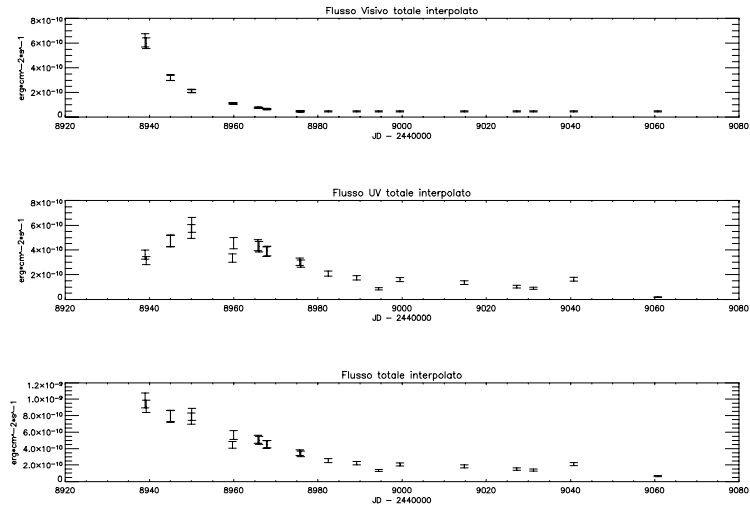 Flusso Visivo totale interpolato
8×10⁻¹⁰
6×10⁻¹⁰
4×10⁻¹⁰
2×10⁻¹⁰
0
erg*cm^-2*s^-1
8920 8940 8960 8980 9000 9020 9040 9060 9080
JD - 2440000
Flusso UV totale interpolato
8×10⁻¹⁰
6×10⁻¹⁰
4×10⁻¹⁰
2×10⁻¹⁰
0
erg*cm^-2*s^-1
8920 8940 8960 8980 9000 9020 9040 9060 9080
JD - 2440000
Flusso totale interpolato
1.2×10⁻⁹
1.0×10⁻⁹
8.0×10⁻¹⁰
6.0×10⁻¹⁰
4.0×10⁻¹⁰
2.0×10⁻¹⁰
0
erg*cm^-2*s^-1
8920 8940 8960 8980 9000 9020 9040 9060 9080
JD - 2440000